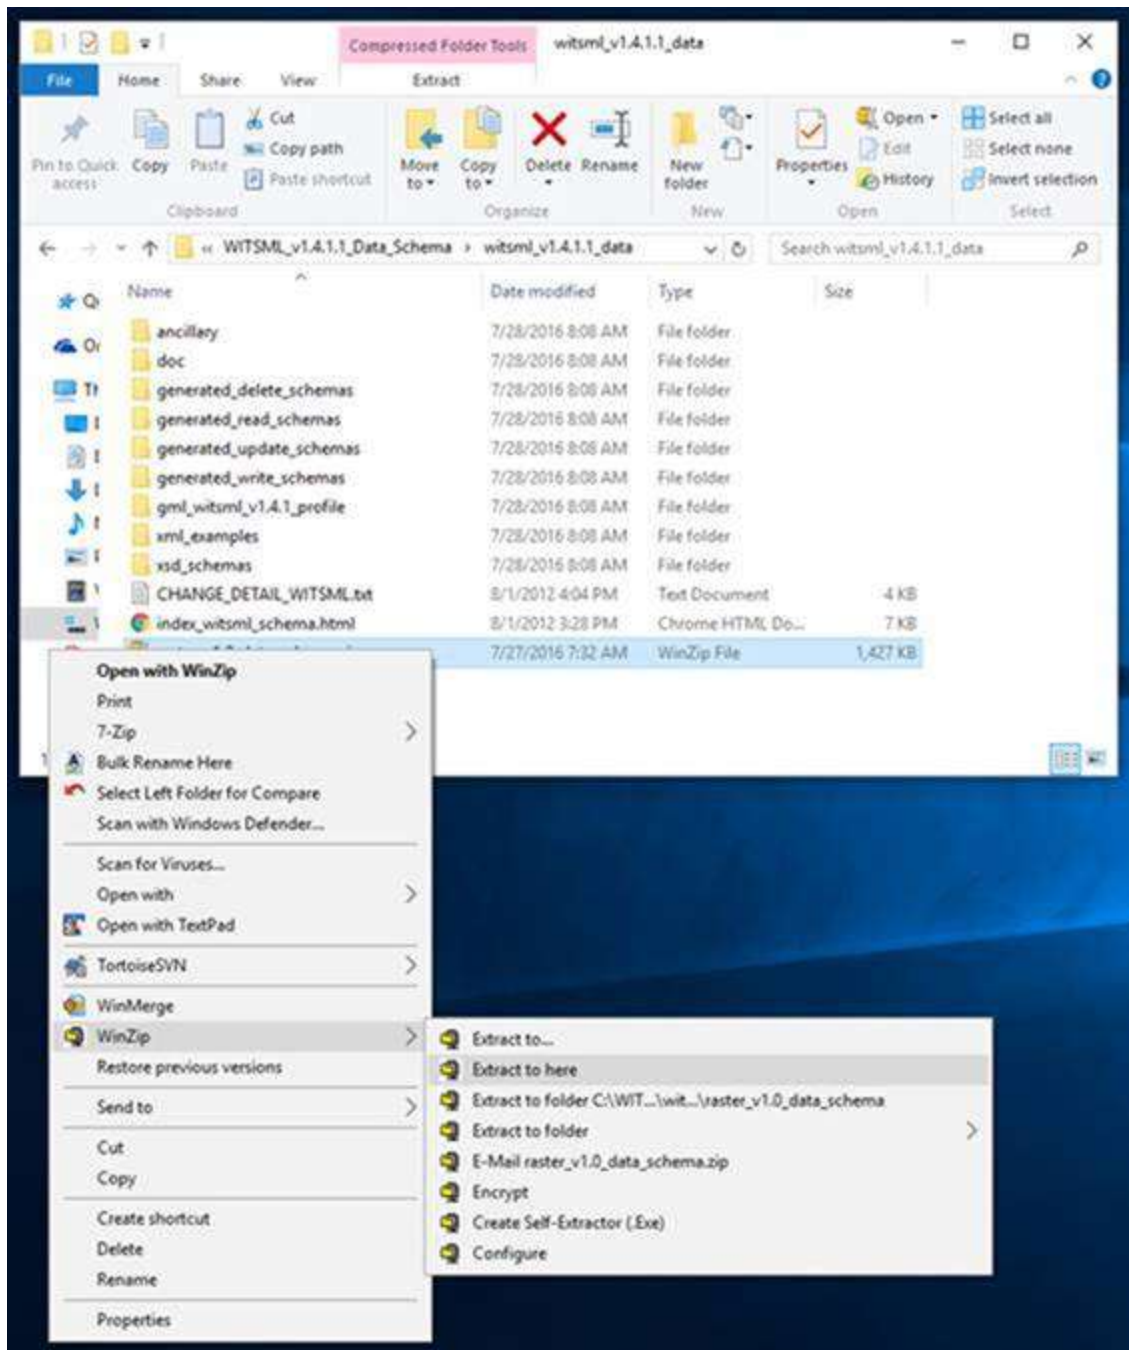 Compressed Folder Tools witsml_v1.4.1.1_data
File Home Share View Extract
Pin to Quick access
Copy
Paste
Cut
Copy path
Paste shortcut
Clipboard
Move to
Copy to
Delete
Rename
Organize
New folder
New
Properties
Open
Edit
History
Open
Select all
Select none
Invert selection
Select
« WITSML_v1.4.1.1_Data_Schema › witsml_v1.4.1.1_data Search witsml_v1.4.1.1_data
Name Date modified Type Size
ancillary 7/28/2016 8:08 AM File folder
doc 7/28/2016 8:08 AM File folder
generated_delete_schemas 7/28/2016 8:08 AM File folder
generated_read_schemas 7/28/2016 8:08 AM File folder
generated_update_schemas 7/28/2016 8:08 AM File folder
generated_write_schemas 7/28/2016 8:08 AM File folder
gml_witsml_v1.4.1_profile 7/28/2016 8:08 AM File folder
xml_examples 7/28/2016 8:08 AM File folder
xsd_schemas 7/28/2016 8:08 AM File folder
CHANGE_DETAIL_WITSML.txt 8/1/2012 4:04 PM Text Document 4 KB
index_witsml_schema.html 8/1/2012 3:28 PM Chrome HTML Do... 7 KB
7/27/2016 7:32 AM WinZip File 1,427 KB
Open with WinZip
Print
7-Zip
Bulk Rename Here
Select Left Folder for Compare
Scan with Windows Defender...
Scan for Viruses...
Open with
Open with TextPad
TortoiseSVN
WinMerge
WinZip
Restore previous versions
Send to
Cut
Copy
Create shortcut
Delete
Rename
Properties
Extract to...
Extract to here
Extract to folder C:\WIT...\wit...\raster_v1.0_data_schema
Extract to folder
E-Mail raster_v1.0_data_schema.zip
Encrypt
Create Self-Extractor (.Exe)
Configure